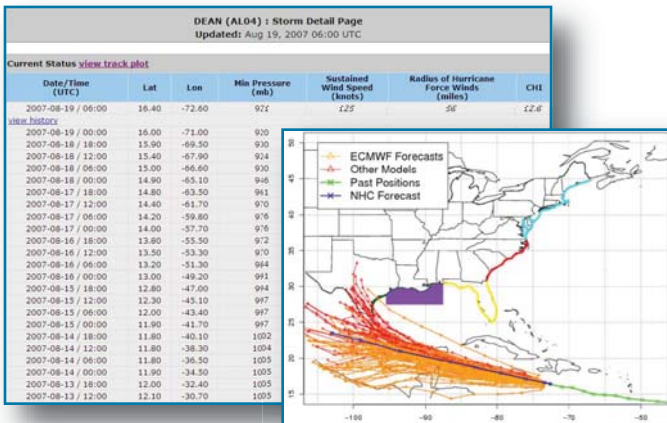 DEAN (AL04) : Storm Detail Page
Updated: Aug 19, 2007 06:00 UTC
Current Status view track plot
Date/Time (UTC) Lat Lon Min Pressure (mb) Sustained Wind Speed (knots) Radius of Hurricane Force Winds (miles) CHI
2007-08-19 / 06:00 16.40 -72.60 125 12.6
view history
2007-08-19 / 00:00 16.00 -71.00 920
2007-08-18 / 18:00 15.90 -69.50 930
2007-08-18 / 12:00 15.40 -67.90 924
2007-08-18 / 06:00 15.00 -66.60 930
2007-08-18 / 00:00 14.90 -65.10 946
2007-08-17 / 18:00 14.80 -63.50 961
2007-08-17 / 12:00 14.40 -61.70 970
2007-08-17 / 06:00 14.20 -59.80 976
2007-08-17 / 00:00 14.00 -57.70 976
2007-08-16 / 18:00 13.80 -55.50 972
2007-08-16 / 12:00 13.50 -53.30 970
2007-08-16 / 06:00 13.20 -51.30 984
2007-08-16 / 00:00 13.00 -49.20 991
2007-08-15 / 18:00 12.80 -47.00 994
2007-08-15 / 12:00 12.30 -45.10 997
2007-08-15 / 06:00 12.00 -43.40 997
2007-08-15 / 00:00 11.90 -41.70 997
2007-08-14 / 18:00 11.80 -40.10 1002
2007-08-14 / 12:00 11.80 -38.30 1004
2007-08-14 / 06:00 11.80 -36.50 1005
2007-08-14 / 00:00 11.90 -34.50 1005
2007-08-13 / 18:00 12.00 -32.40 1005
2007-08-13 / 12:00 12.10 -30.70 1005
ECMWF Forecasts
Other Models
Past Positions
NHC Forecast
50
45
40
35
30
25
20
15
-100 -90 -80 -70 -60 -50